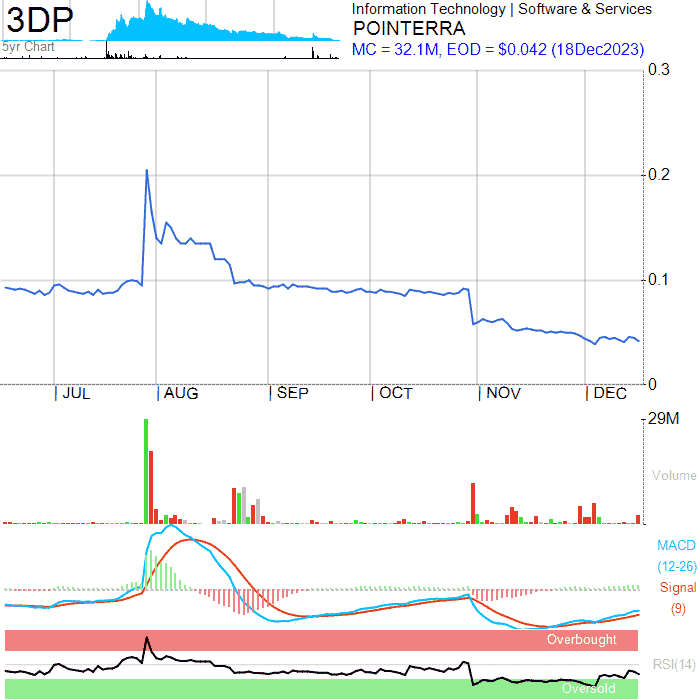 3DP
5yr Chart
Information Technology | Software & Services
POINTERRA
MC = 32.1M, EOD = $0.042 (18Dec2023)
0.3
0.2
0.1
0
| JUL | AUG | SEP | OCT | NOV | DEC
29M
Volume
MACD
(12-26)
Signal
(9)
Overbought
RSI(14)
Oversold